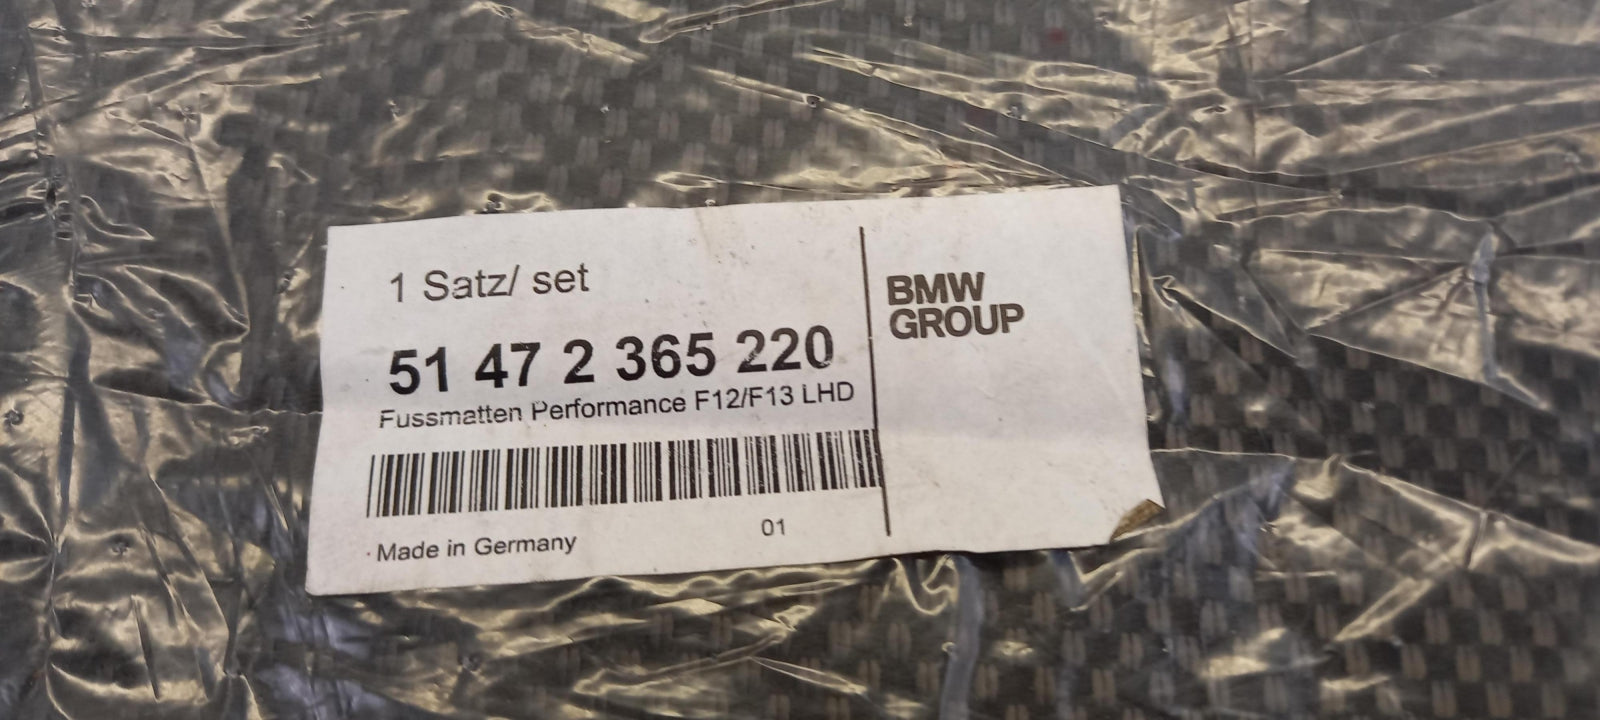 1 Satz/ set
51 47 2 365 220
Fussmatten Performance F12/F13 LHD
01
Made in Germany
BMW
GROUP